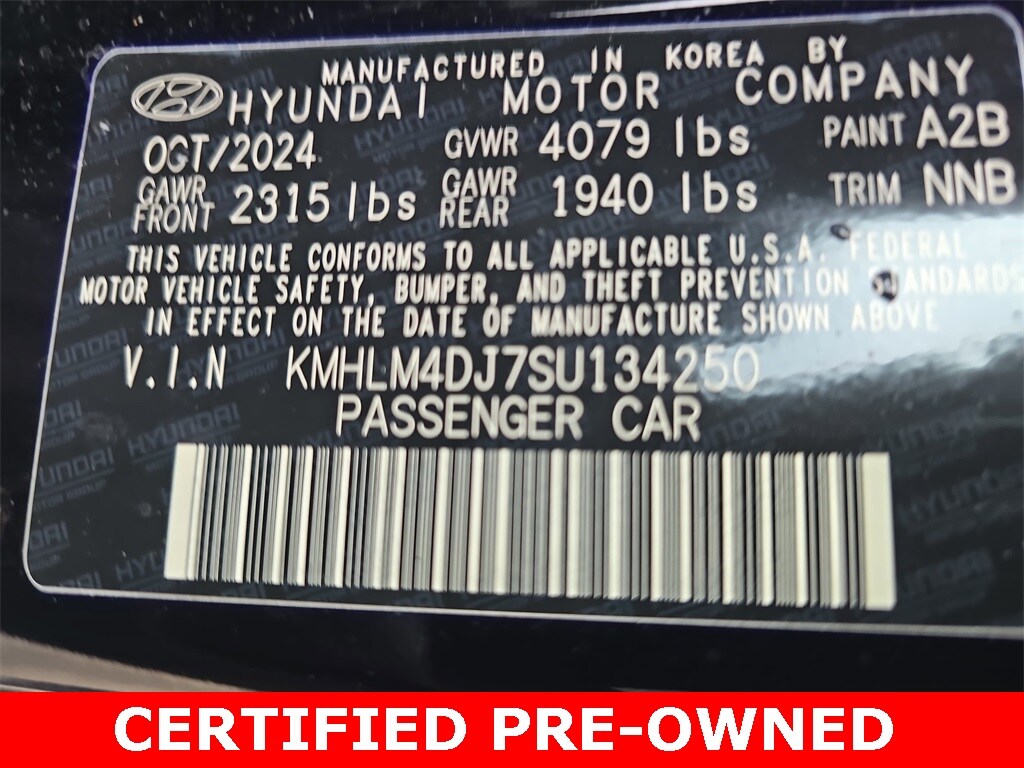 MANUFACTURED IN KOREA BY
HYUNDAI MOTOR COMPANY
OCT/2024 GVWR 4079 lbs PAINT A2B
GAWR FRONT 2315 lbs GAWR REAR 1940 lbs TRIM NNB
THIS VEHICLE CONFORMS TO ALL APPLICABLE U.S.A. FEDERAL
MOTOR VEHICLE SAFETY, BUMPER, AND THEFT PREVENTION STANDARDS
IN EFFECT ON THE DATE OF MANUFACTURE SHOWN ABOVE
V.I.N KMHLM4DJ7SU134250
PASSENGER CAR
CERTIFIED PRE-OWNED